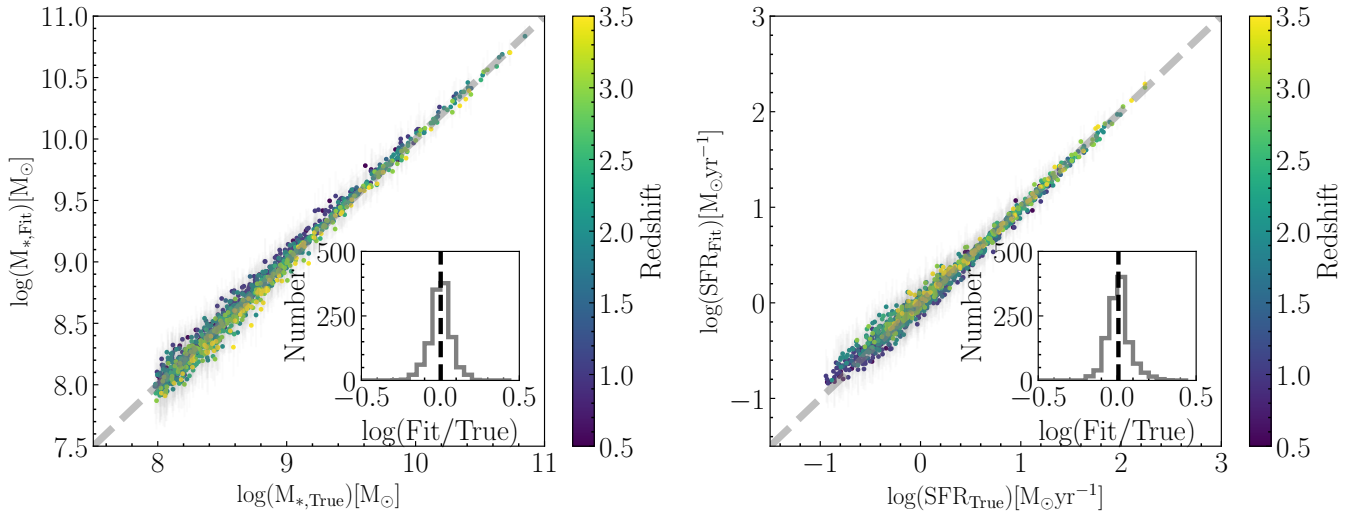 11.0
10.5
10.0
9.5
9.0
8.5
8.0
7.5
log(M*,Fit)[M⊙]
8 9 10 11
log(M*,True)[M⊙]
500
250
0
Number
−0.5 0.0 0.5
log(Fit/True)
3.5
3.0
2.5
2.0
1.5
1.0
0.5
Redshift
3
2
1
0
−1
log(SFRFit)[M⊙yr−1]
−1 0 1 2 3
log(SFRTrue)[M⊙yr−1]
500
250
0
Number
−0.5 0.0 0.5
log(Fit/True)
3.5
3.0
2.5
2.0
1.5
1.0
0.5
Redshift